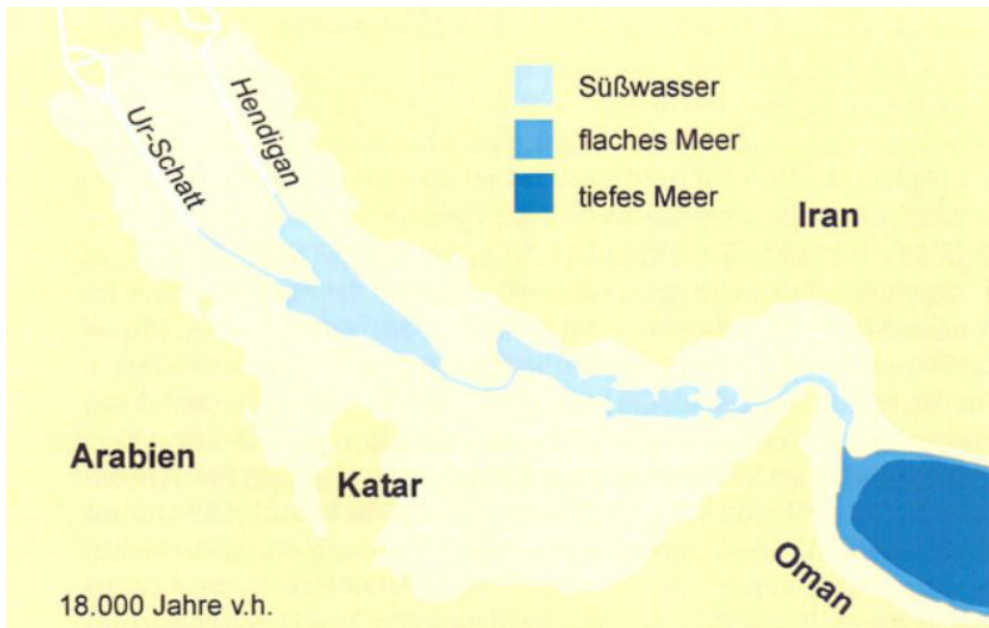 Hendigan
Ur-Schatt
Süßwasser
flaches Meer
tiefes Meer
Iran
Arabien
Katar
Oman
18.000 Jahre v.h.